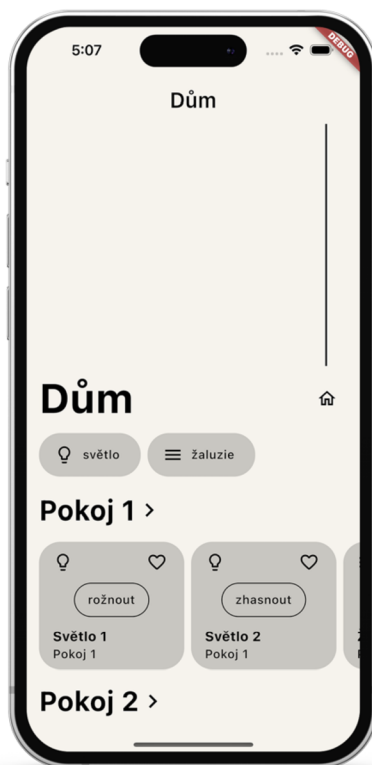 5:07
DEBUG
Dům
Dům
světlo
žaluzie
Pokoj 1
rožnout
zhasnout
Světlo 1
Světlo 2
Pokoj 1
Pokoj 1
Pokoj 2